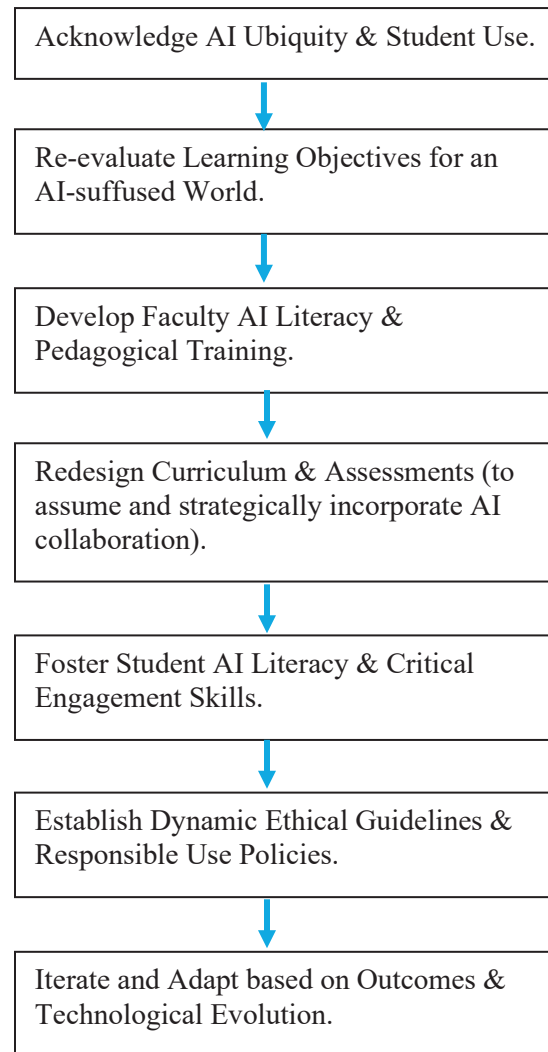 Acknowledge AI Ubiquity & Student Use.
Re-evaluate Learning Objectives for an
AI-suffused World.
Develop Faculty AI Literacy &
Pedagogical Training.
Redesign Curriculum & Assessments (to
assume and strategically incorporate AI
collaboration).
Foster Student AI Literacy & Critical
Engagement Skills.
Establish Dynamic Ethical Guidelines &
Responsible Use Policies.
Iterate and Adapt based on Outcomes &
Technological Evolution.